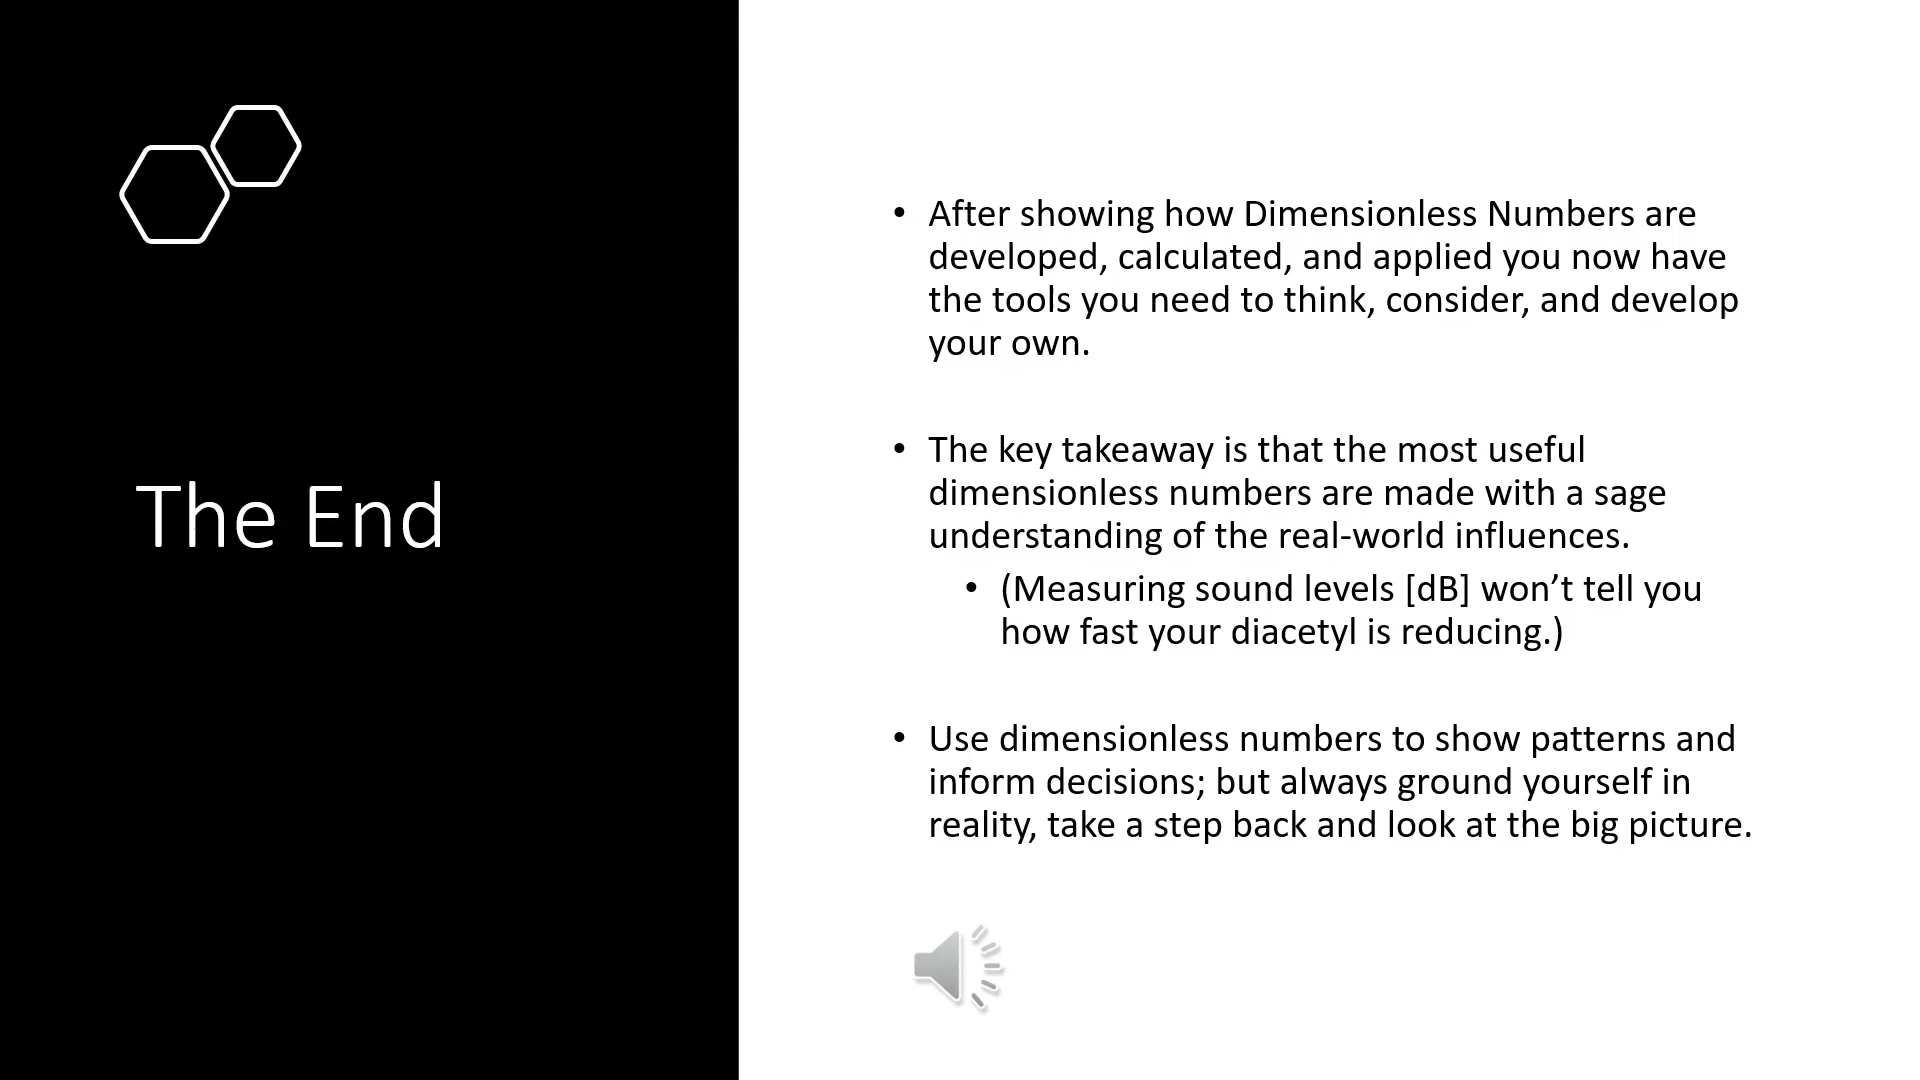 The End
• After showing how Dimensionless Numbers are
developed, calculated, and applied you now have
the tools you need to think, consider, and develop
your own.
• The key takeaway is that the most useful
dimensionless numbers are made with a sage
understanding of the real-world influences.
• (Measuring sound levels [dB] won’t tell you
how fast your diacetyl is reducing.)
• Use dimensionless numbers to show patterns and
inform decisions; but always ground yourself in
reality, take a step back and look at the big picture.